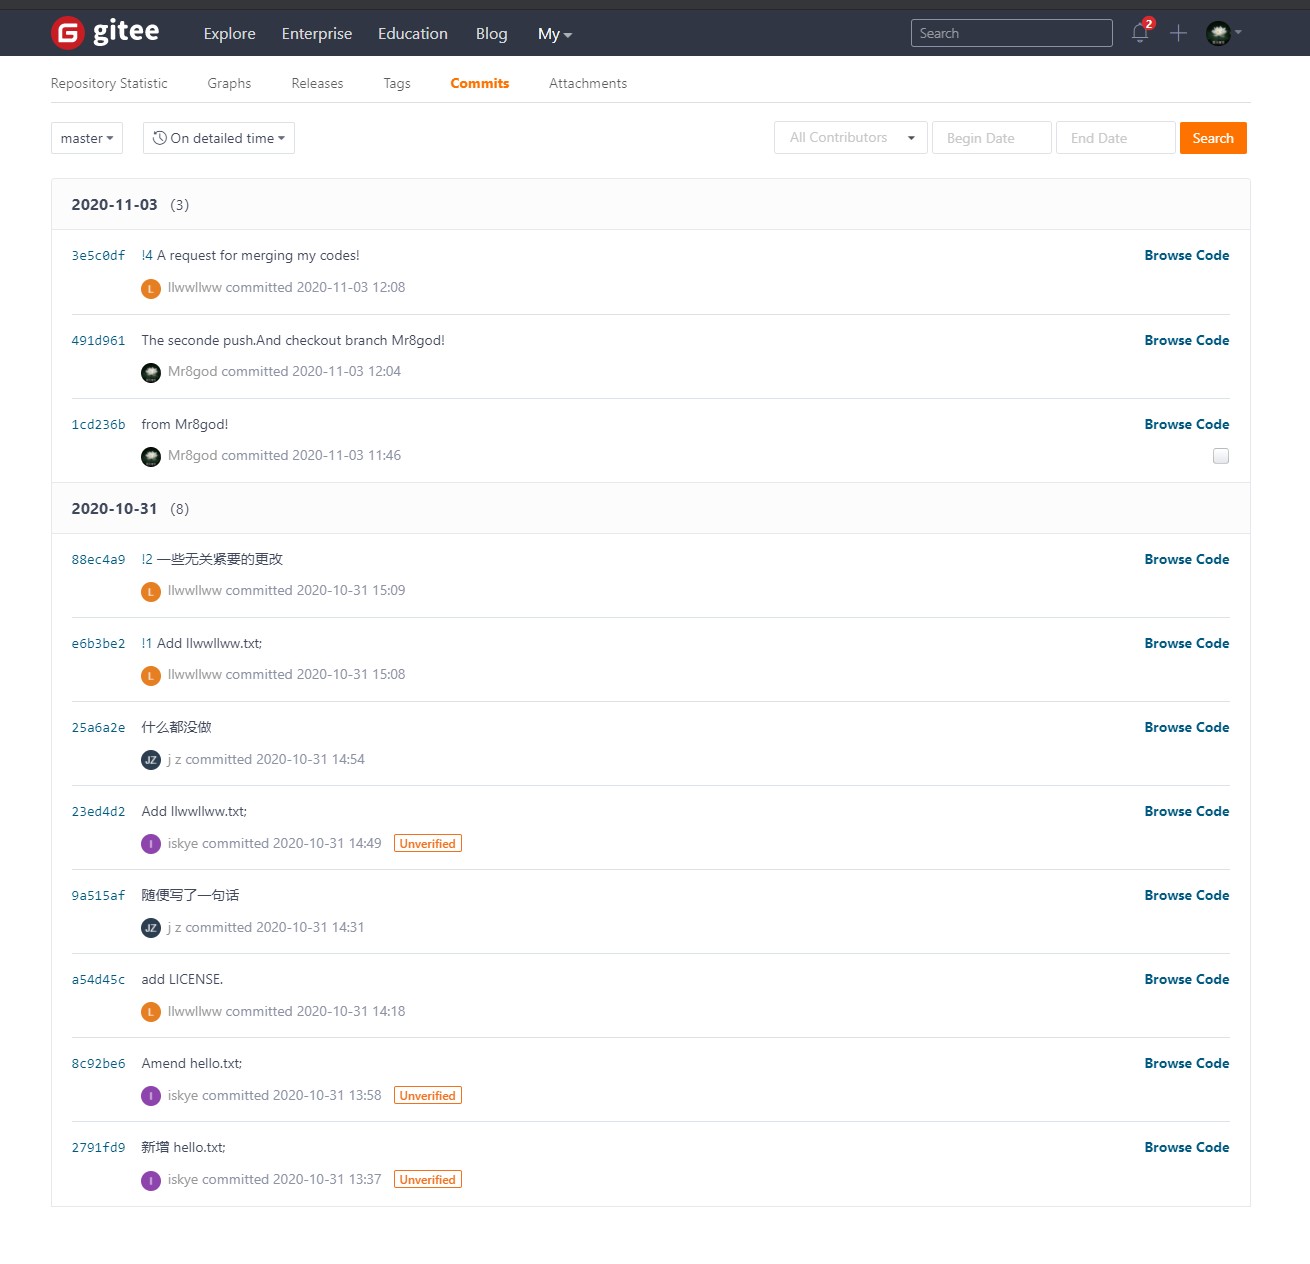 gitee Explore Enterprise Education Blog My Search 2
Repository Statistic Graphs Releases Tags Commits Attachments
master On detailed time All Contributors Begin Date End Date Search
2020-11-03 (3)
3e5c0df !4 A request for merging my codes! Browse Code
L llwwllww committed 2020-11-03 12:08
491d961 The seconde push.And checkout branch Mr8god! Browse Code
Mr8god committed 2020-11-03 12:04
1cd236b from Mr8god! Browse Code
Mr8god committed 2020-11-03 11:46
2020-10-31 (8)
88ec4a9 !2 一些无关紧要的更改 Browse Code
L llwwllww committed 2020-10-31 15:09
e6b3be2 !1 Add llwwllww.txt; Browse Code
L llwwllww committed 2020-10-31 15:08
25a6a2e 什么都没做 Browse Code
JZ j z committed 2020-10-31 14:54
23ed4d2 Add llwwllww.txt; Browse Code
I iskye committed 2020-10-31 14:49 Unverified
9a515af 随便写了一句话 Browse Code
JZ j z committed 2020-10-31 14:31
a54d45c add LICENSE. Browse Code
L llwwllww committed 2020-10-31 14:18
8c92be6 Amend hello.txt; Browse Code
I iskye committed 2020-10-31 13:58 Unverified
2791fd9 新增 hello.txt; Browse Code
I iskye committed 2020-10-31 13:37 Unverified